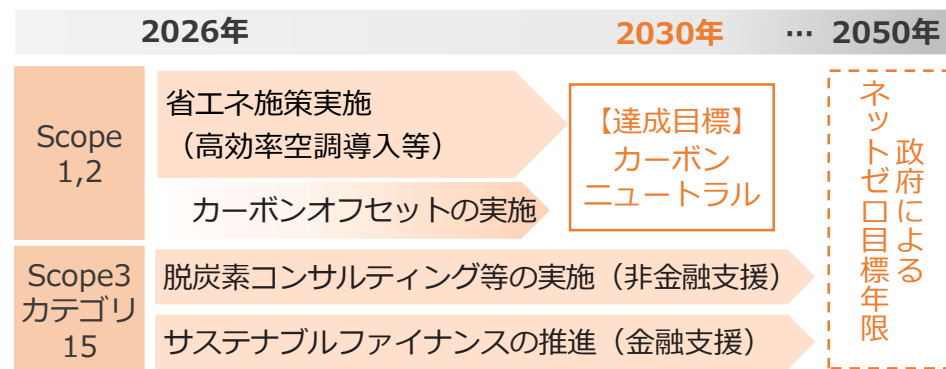 2026年 2030年 … 2050年
Scope
1,2
省エネ施策実施
（高効率空調導入等）
カーボンオフセットの実施
【達成目標】
カーボン
ニュートラル
Scope3
カテゴリ
15
脱炭素コンサルティング等の実施（非金融支援）
サステナブルファイナンスの推進（金融支援）
政府による
ネットゼロ目標年限